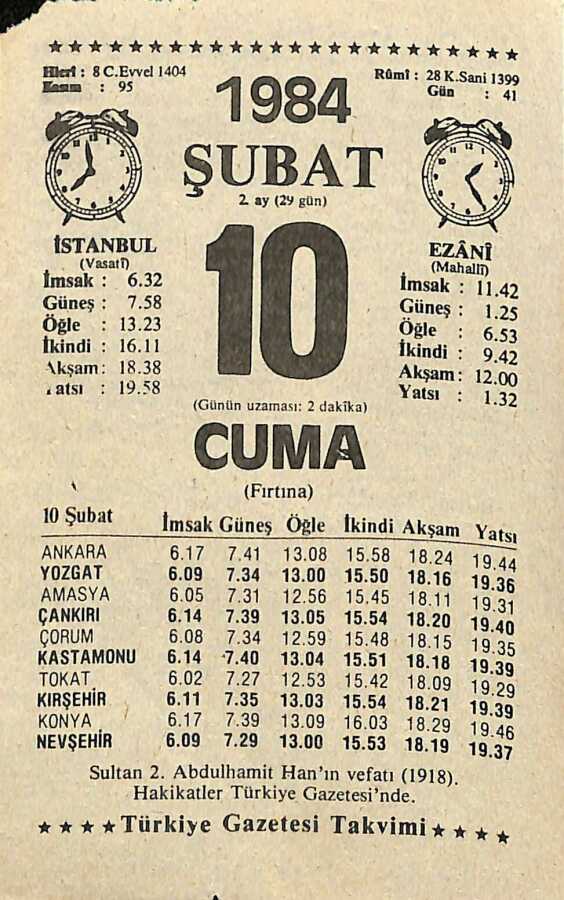 Hicrî : 8 C.Evvel 1404
Kasım : 95
Rûmî : 28 K.Sani 1399
Gün : 41
1984
ŞUBAT
2. ay (29 gün)
10
İSTANBUL
(Vasatî)
İmsak : 6.32
Güneş : 7.58
Öğle : 13.23
İkindi : 16.11
Akşam : 18.38
Yatsı : 19.58
EZÂNÎ
(Mahallî)
İmsak : 11.42
Güneş : 1.25
Öğle : 6.53
İkindi : 9.42
Akşam : 12.00
Yatsı : 1.32
(Günün uzaması: 2 dakîka)
CUMA
(Fırtına)
10 Şubat İmsak Güneş Öğle İkindi Akşam Yatsı
ANKARA 6.17 7.41 13.08 15.58 18.24 19.44
YOZGAT 6.09 7.34 13.00 15.50 18.16 19.36
AMASYA 6.05 7.31 12.56 15.45 18.11 19.31
ÇANKIRI 6.14 7.39 13.05 15.54 18.20 19.40
ÇORUM 6.08 7.34 12.59 15.48 18.15 19.35
KASTAMONU 6.14 7.40 13.04 15.51 18.18 19.39
TOKAT 6.02 7.27 12.53 15.42 18.09 19.29
KIRŞEHİR 6.11 7.35 13.03 15.54 18.21 19.39
KONYA 6.17 7.39 13.09 16.03 18.29 19.46
NEVŞEHİR 6.09 7.29 13.00 15.53 18.19 19.37
Sultan 2. Abdulhamit Han'ın vefatı (1918).
Hakikatler Türkiye Gazetesi'nde.
★ ★ ★ ★ Türkiye Gazetesi Takvimi ★ ★ ★ ★